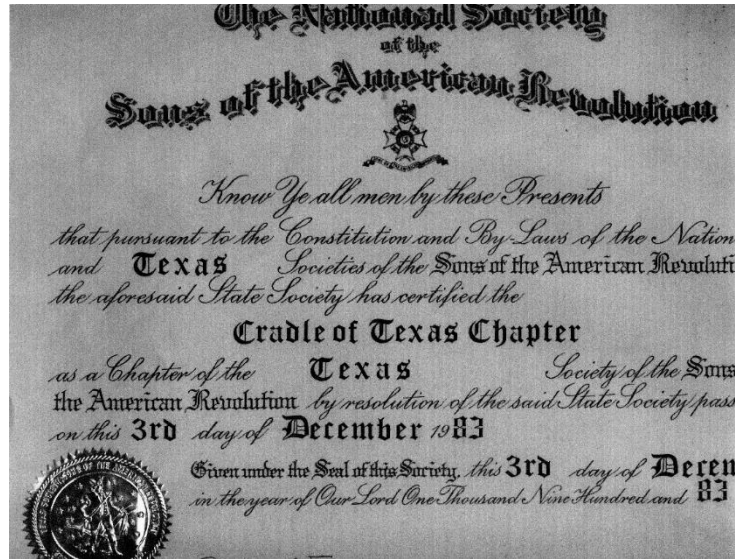 The National Society
of the
Sons of the American Revolution
Know Ye all men by these Presents
that pursuant to the Constitution and By-Laws of the Nation
and Texas Societies of the Sons of the American Revoluti
the aforesaid State Society has certified the
Cradle of Texas Chapter
as a Chapter of the Texas Society of the Sons
the American Revolution by resolution of the said State Society pass
on this 3rd day of December 1983
Given under the Seal of this Society, this 3rd day of Decem
in the year of Our Lord One Thousand Nine Hundred and 83